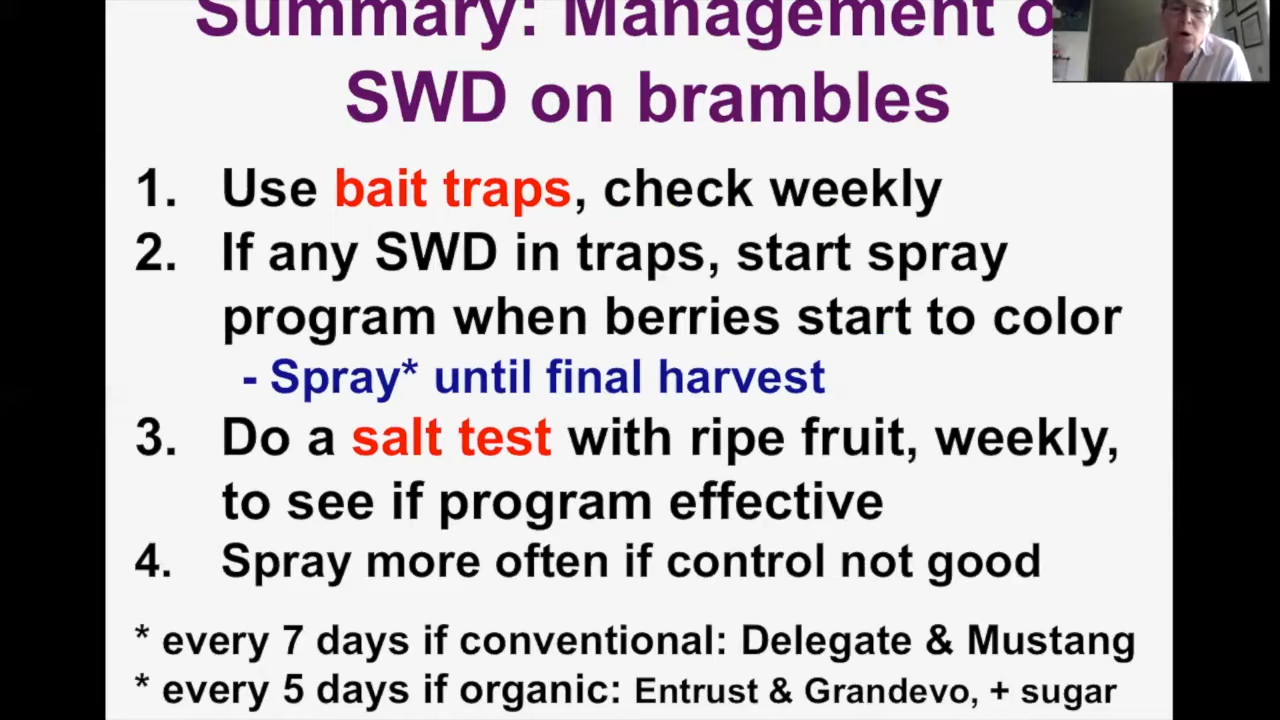 Summary: Management o
SWD on brambles
1. Use bait traps, check weekly
2. If any SWD in traps, start spray
program when berries start to color
- Spray* until final harvest
3. Do a salt test with ripe fruit, weekly,
to see if program effective
4. Spray more often if control not good
* every 7 days if conventional: Delegate & Mustang
* every 5 days if organic: Entrust & Grandevo, + sugar